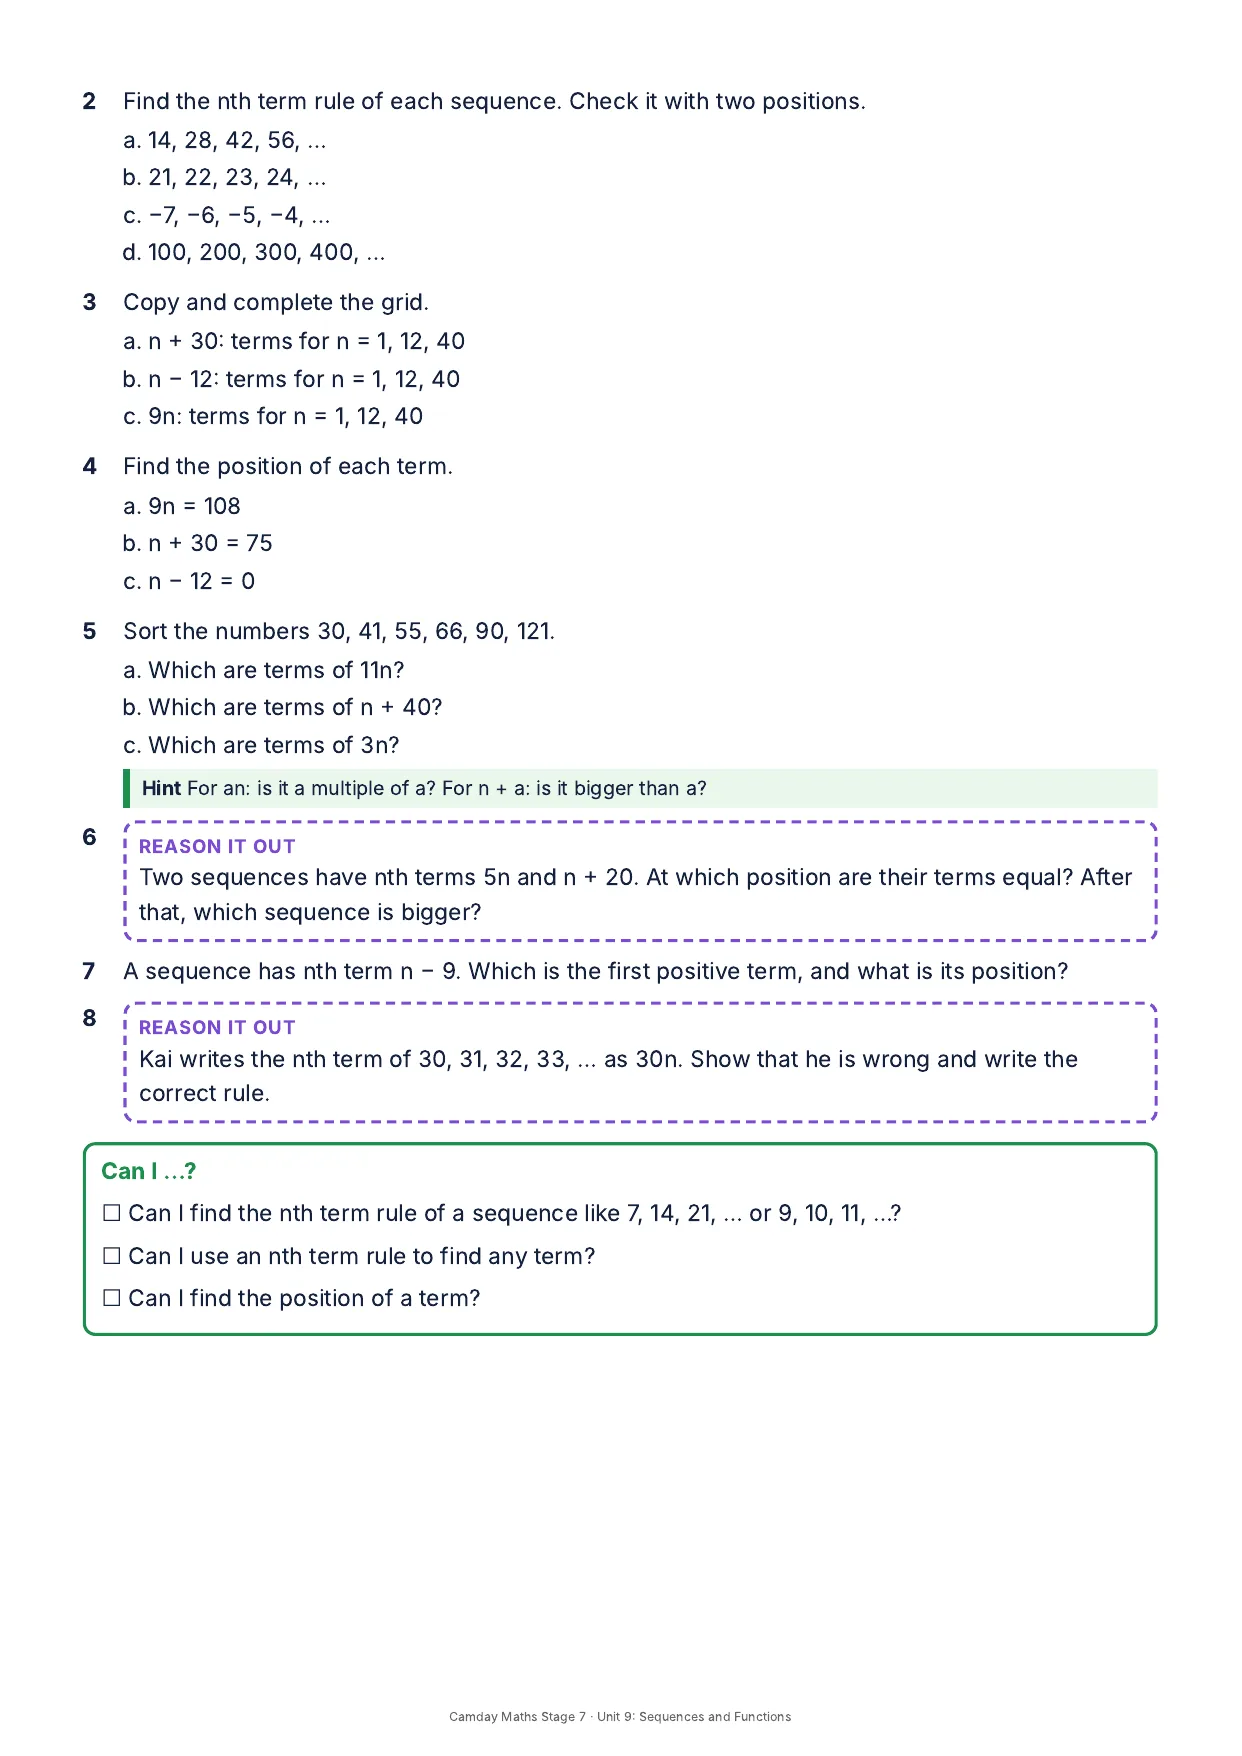 2 Find the nth term rule of each sequence. Check it with two positions.
a. 14, 28, 42, 56, …
b. 21, 22, 23, 24, …
c. −7, −6, −5, −4, …
d. 100, 200, 300, 400, …
3 Copy and complete the grid.
a. n + 30: terms for n = 1, 12, 40
b. n − 12: terms for n = 1, 12, 40
c. 9n: terms for n = 1, 12, 40
4 Find the position of each term.
a. 9n = 108
b. n + 30 = 75
c. n − 12 = 0
5 Sort the numbers 30, 41, 55, 66, 90, 121.
a. Which are terms of 11n?
b. Which are terms of n + 40?
c. Which are terms of 3n?
Hint For an: is it a multiple of a? For n + a: is it bigger than a?
6 REASON IT OUT
Two sequences have nth terms 5n and n + 20. At which position are their terms equal? After
that, which sequence is bigger?
7 A sequence has nth term n − 9. Which is the first positive term, and what is its position?
8 REASON IT OUT
Kai writes the nth term of 30, 31, 32, 33, … as 30n. Show that he is wrong and write the
correct rule.
Can I …?
☐ Can I find the nth term rule of a sequence like 7, 14, 21, … or 9, 10, 11, …?
☐ Can I use an nth term rule to find any term?
☐ Can I find the position of a term?
Camday Maths Stage 7 · Unit 9: Sequences and Functions